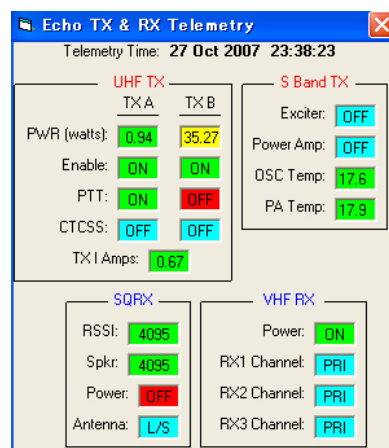 Echo TX & RX Telemetry
Telemetry Time: 27 Oct 2007 23:38:23
UHF TX
TX A TX B
PWR (watts): 0.94 35.27
Enable: ON ON
PTT: ON OFF
CTCSS: OFF OFF
TX I Amps: 0.67
S Band TX
Exciter: OFF
Power Amp: OFF
OSC Temp: 17.6
PA Temp: 17.9
SQRX
RSSI: 4095
Spkr: 4095
Power: OFF
Antenna: L/S
VHF RX
Power: ON
RX1 Channel: PRI
RX2 Channel: PRI
RX3 Channel: PRI